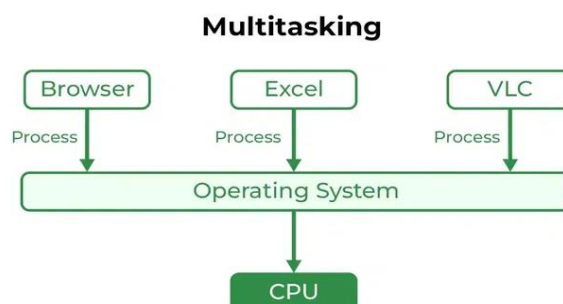 Multitasking
Browser Excel VLC
Process Process Process
Operating System
CPU